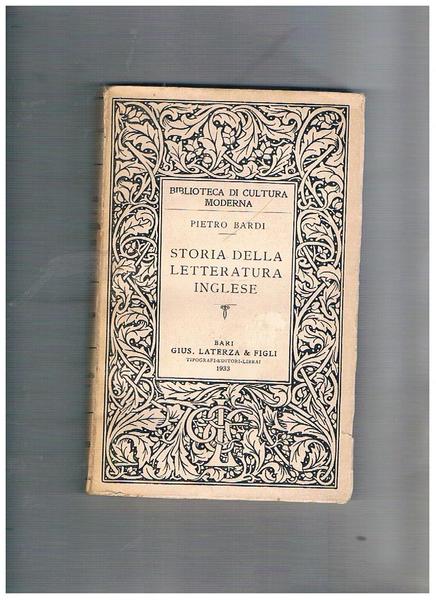 BIBLIOTECA DI CULTURA
MODERNA
PIETRO BARDI
STORIA DELLA
LETTERATURA
INGLESE
BARI
GIUS. LATERZA & FIGLI
TIPOGRAFI-EDITORI-LIBRAI
1933